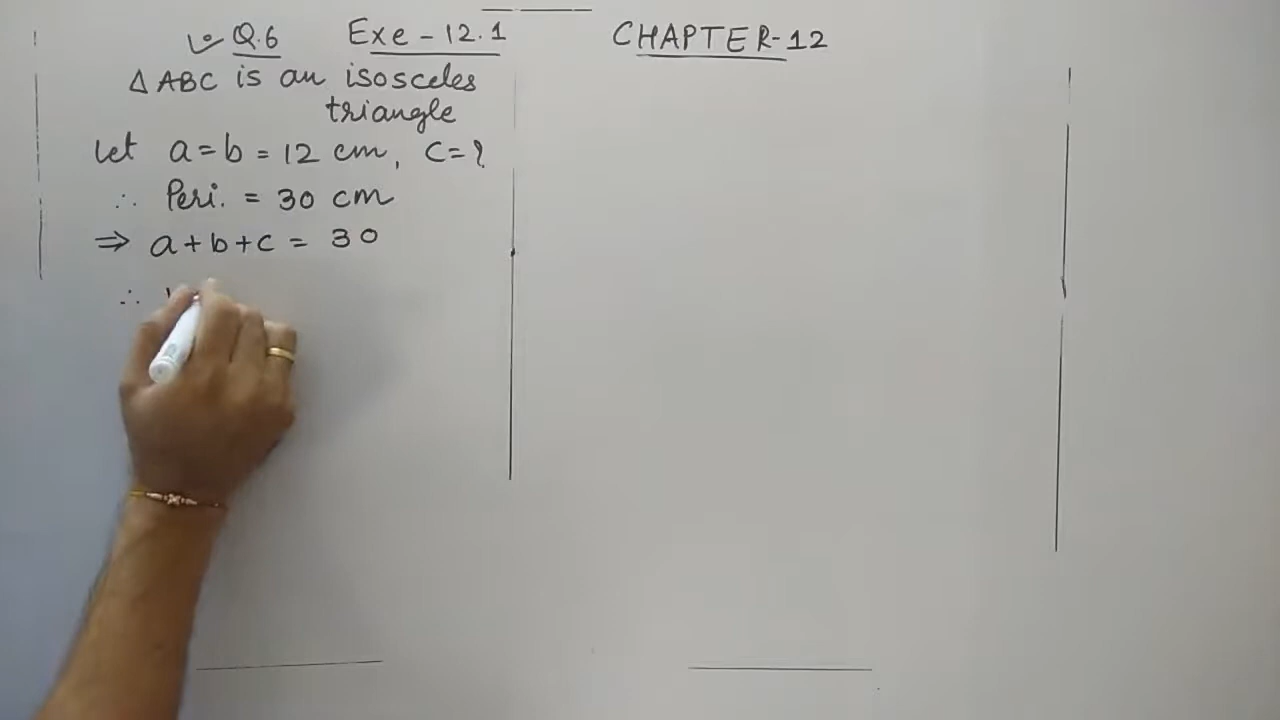 Q.6 Exe-12.1 CHAPTER-12
△ABC is an isosceles
triangle
Let a=b=12 cm, c=?
∴ Peri. = 30 cm
⇒ a+b+c = 30
∴